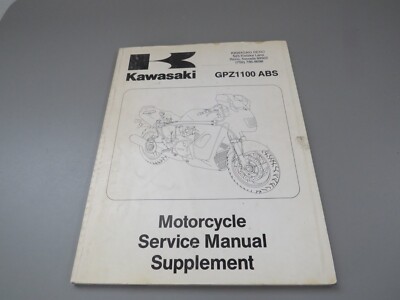 Kawasaki
GPZ1100 ABS
Motorcycle
Service Manual
Supplement